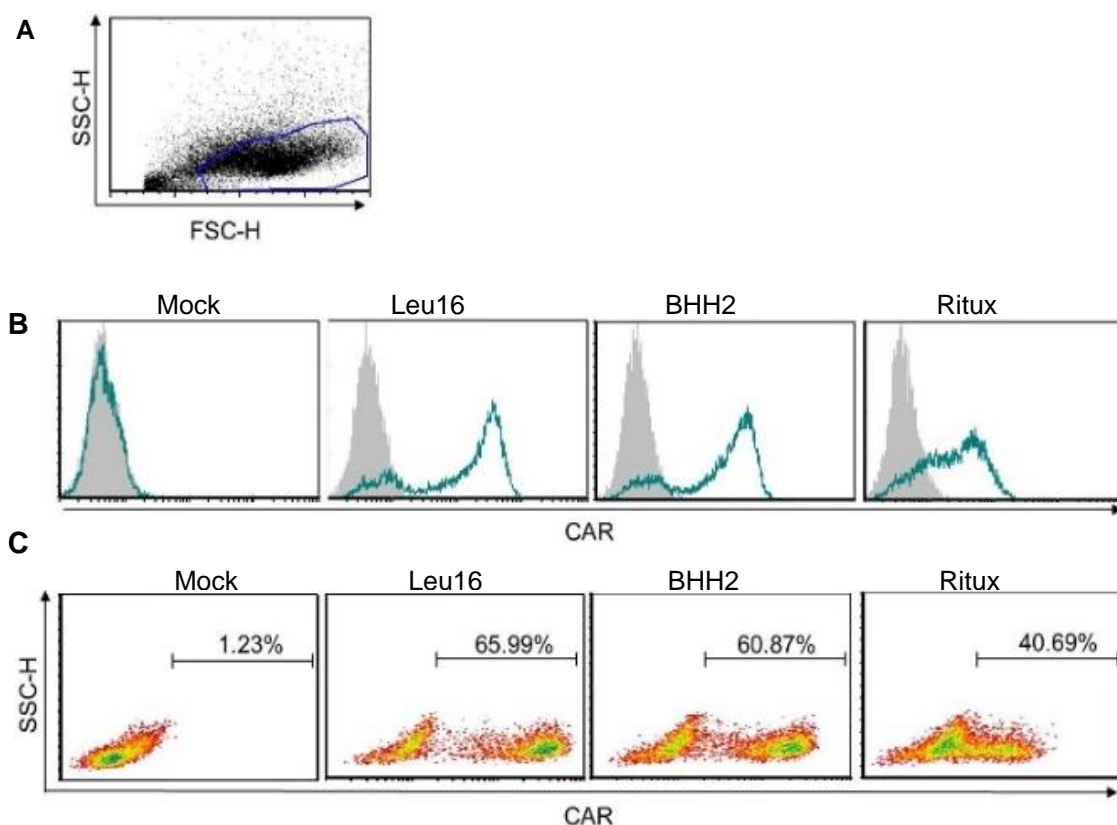 A
SSC-H
FSC-H
B
Mock Leu16 BHH2 Ritux
CAR
C
Mock Leu16 BHH2 Ritux
1.23% 65.99% 60.87% 40.69%
SSC-H
CAR